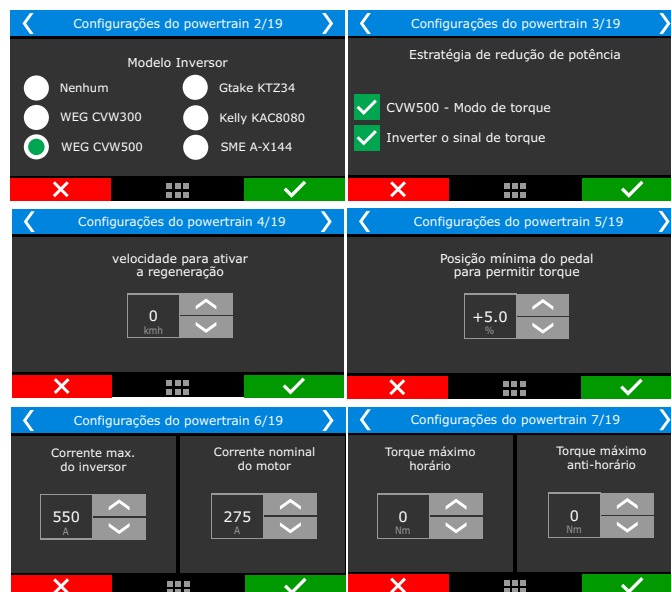 Configurações do powertrain 2/19
Modelo Inversor
Nenhum
Gtake KTZ34
WEG CVW300
Kelly KAC8080
WEG CVW500
SME A-X144
Configurações do powertrain 3/19
Estratégia de redução de potência
CVW500 - Modo de torque
Inverter o sinal de torque
Configurações do powertrain 4/19
velocidade para ativar
a regeneração
0
kmh
Configurações do powertrain 5/19
Posição mínima do pedal
para permitir torque
+5.0
%
Configurações do powertrain 6/19
Corrente max.
do inversor
550
A
Corrente nominal
do motor
275
A
Configurações do powertrain 7/19
Torque máximo
horário
0
Nm
Torque máximo
anti-horário
0
Nm